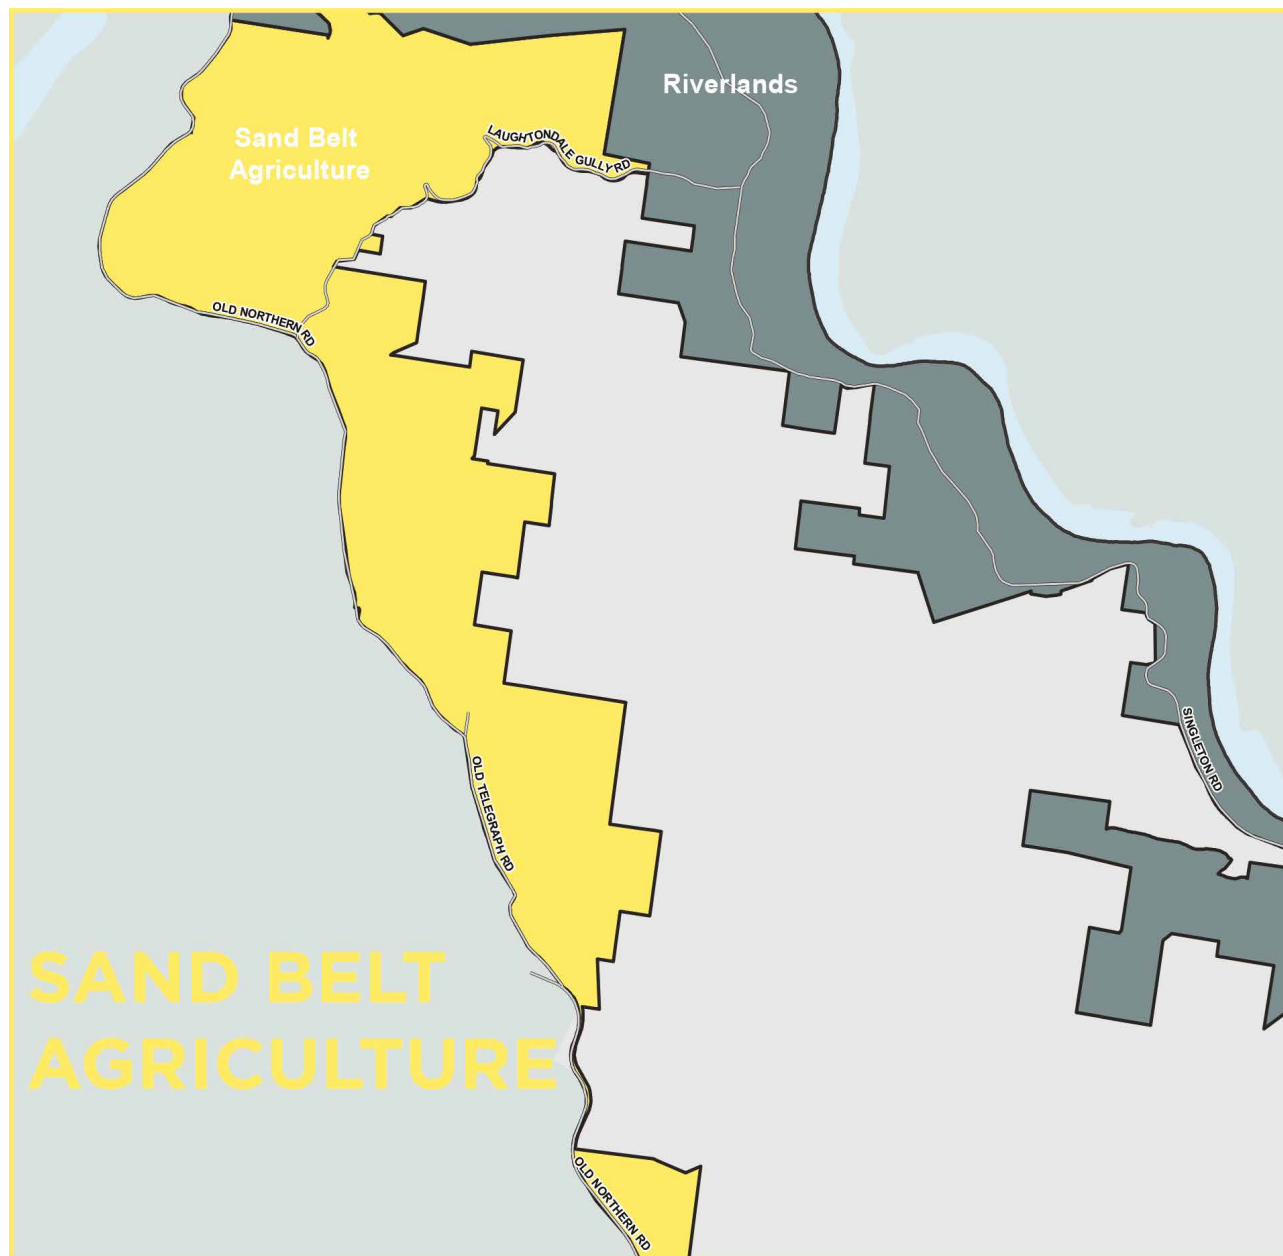 Riverlands
Sand Belt
Agriculture
LAUGHTONDALE GULLY RD
OLD NORTHERN RD
OLD TELEGRAPH RD
SINGLETON RD
SAND BELT
AGRICULTURE
OLD NORTHERN RD